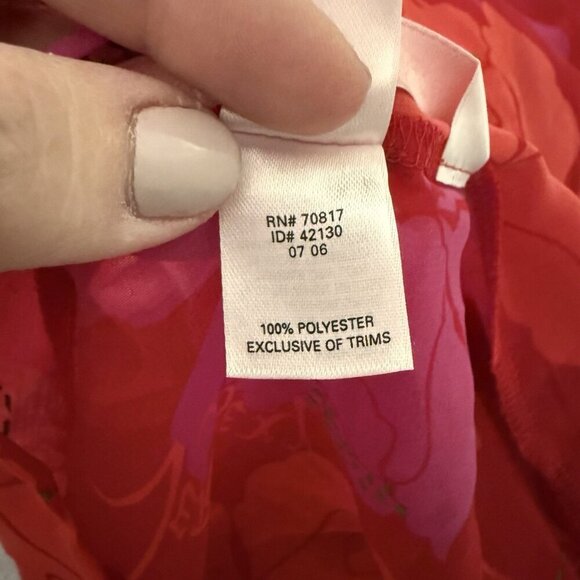 RN# 70817
ID# 42130
07 06
100% POLYESTER
EXCLUSIVE OF TRIMS